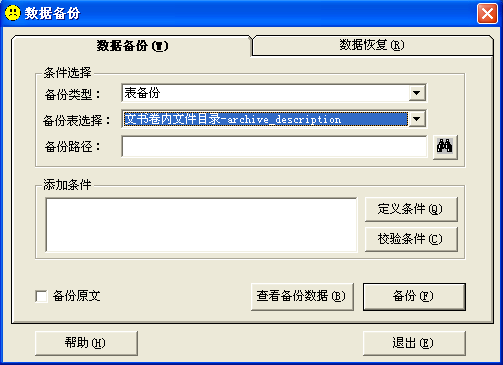 数据备份
数据备份(W) 数据恢复(R)
条件选择
备份类型： 表备份
备份表选择： 文书卷内文件目录-archive_description
备份路径：
添加条件
定义条件(Q)
校验条件(C)
备份原文 查看备份数据(B) 备份(F)
帮助(H) 退出(E)